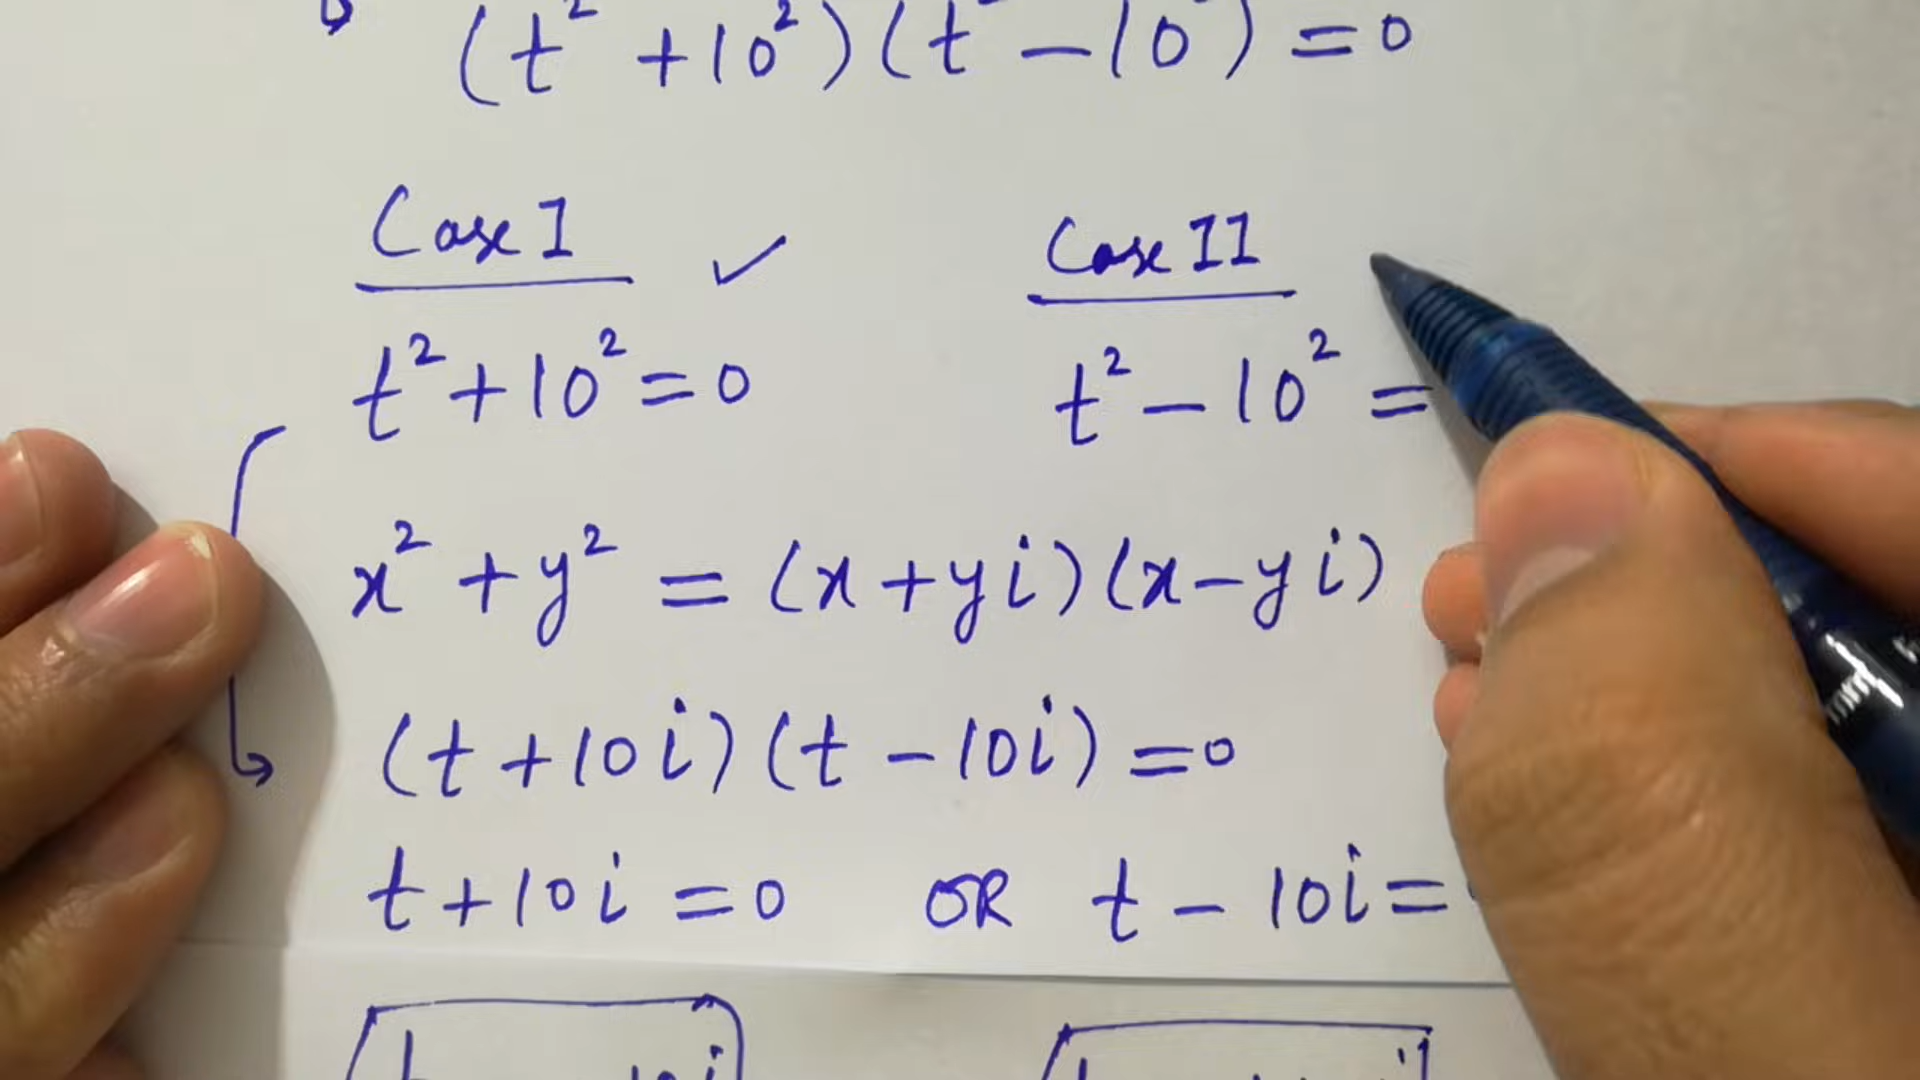 (t² + 10²)(t² - 10²) = 0
Case I ✓
Case II
t² + 10² = 0
t² - 10² =
x² + y² = (x + yi)(x - yi)
(t + 10i)(t - 10i) = 0
t + 10i = 0 OR t - 10i =